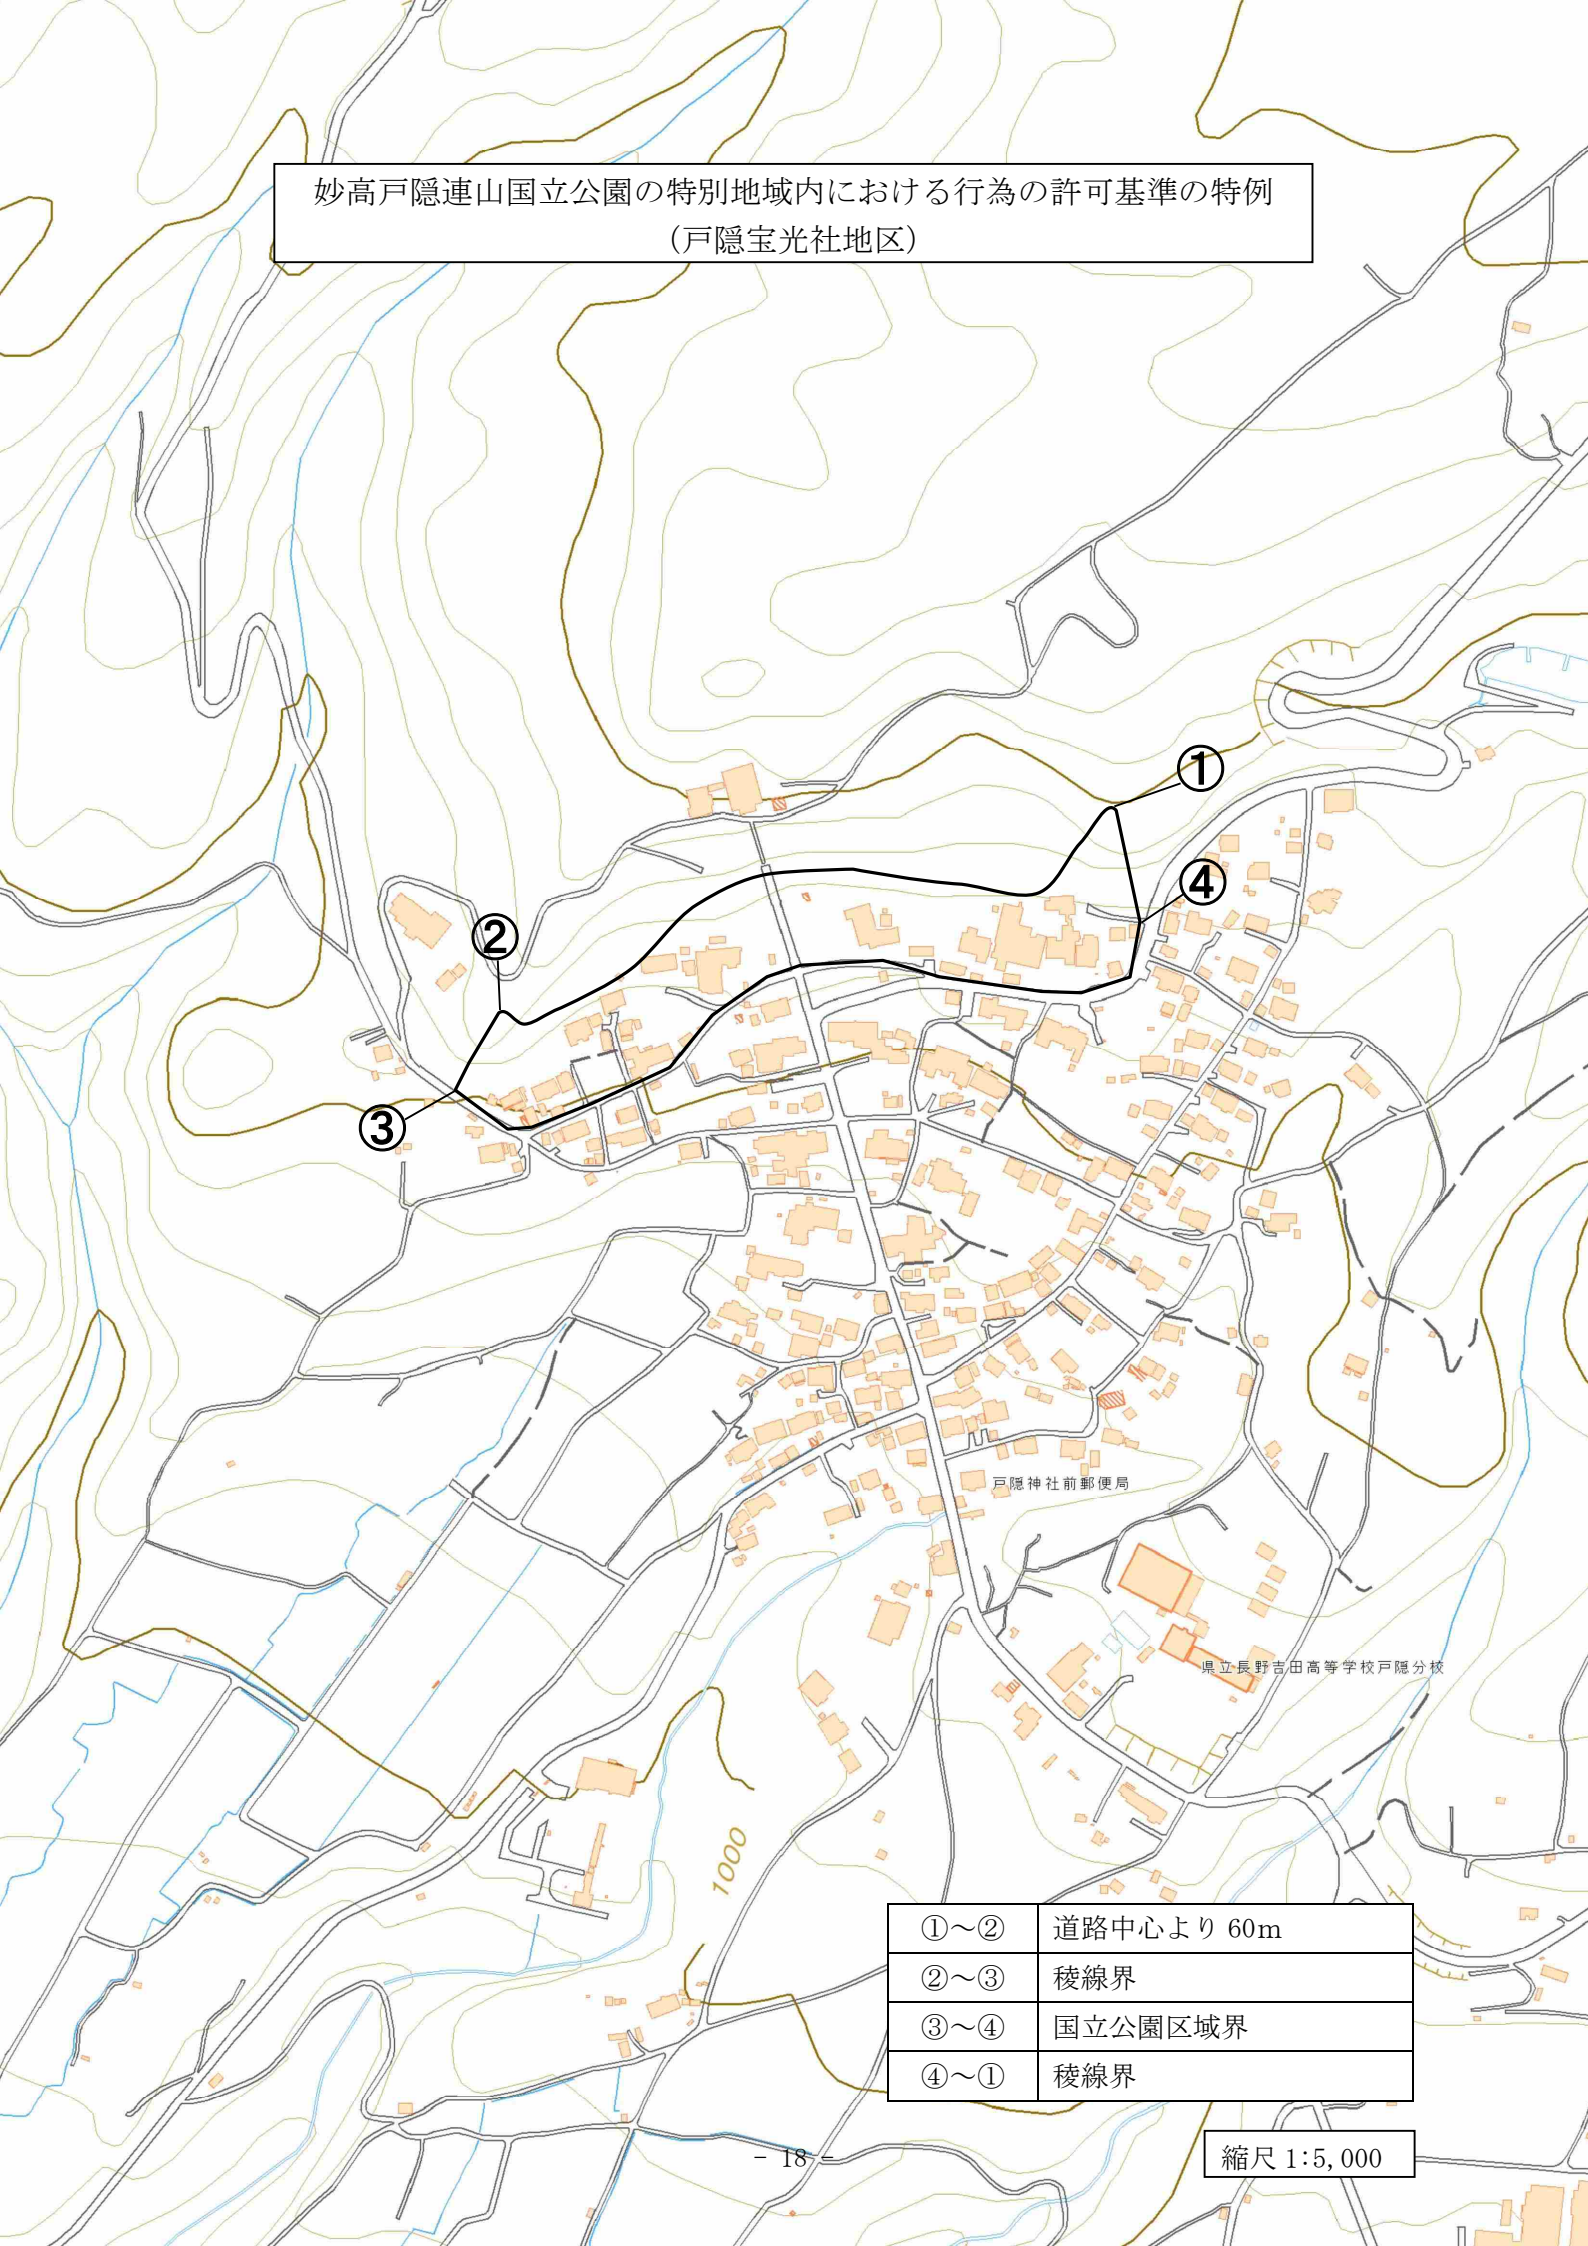 妙高戸隠連山国立公園の特別地域内における行為の許可基準の特例
（戸隠宝光社地区）
①
④
②
③
戸隠神社前郵便局
県立長野吉田高等学校戸隠分校
1000
①～② 道路中心より 60m
②～③ 稜線界
③～④ 国立公園区域界
④～① 稜線界
- 18 -
縮尺 1:5,000